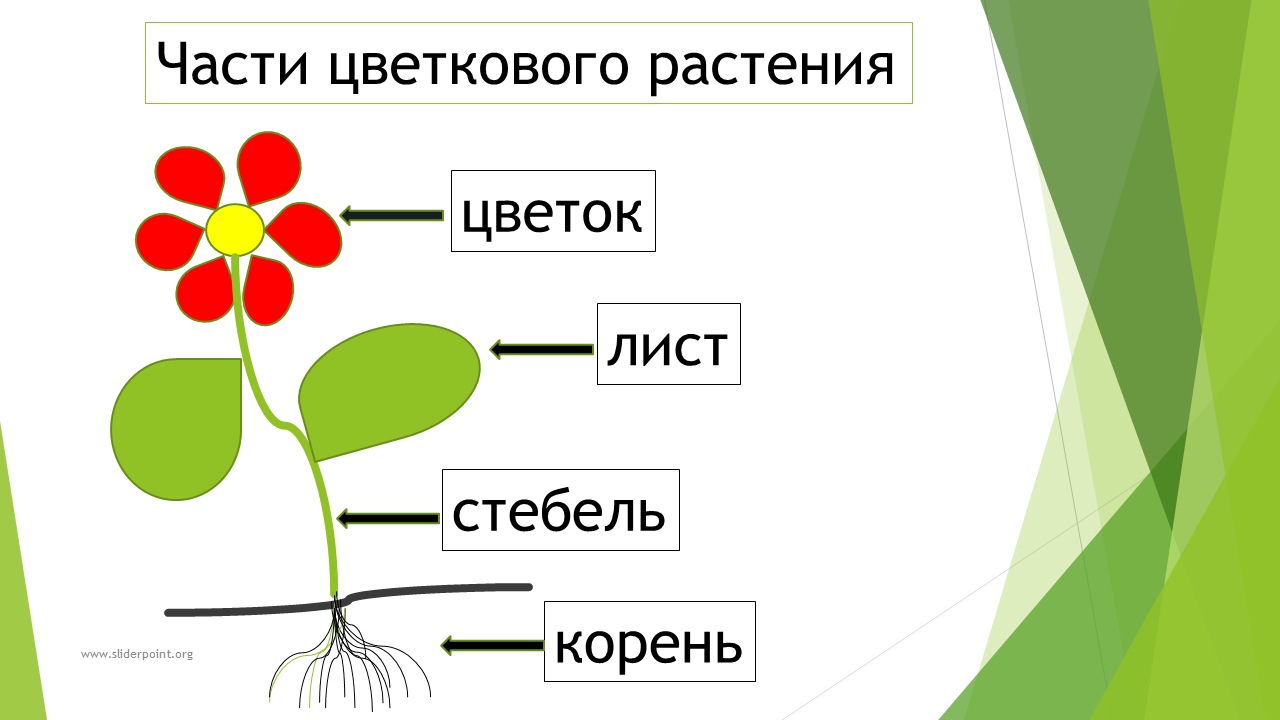 Части цветкового растения
цветок
лист
стебель
корень
www.sliderpoint.org